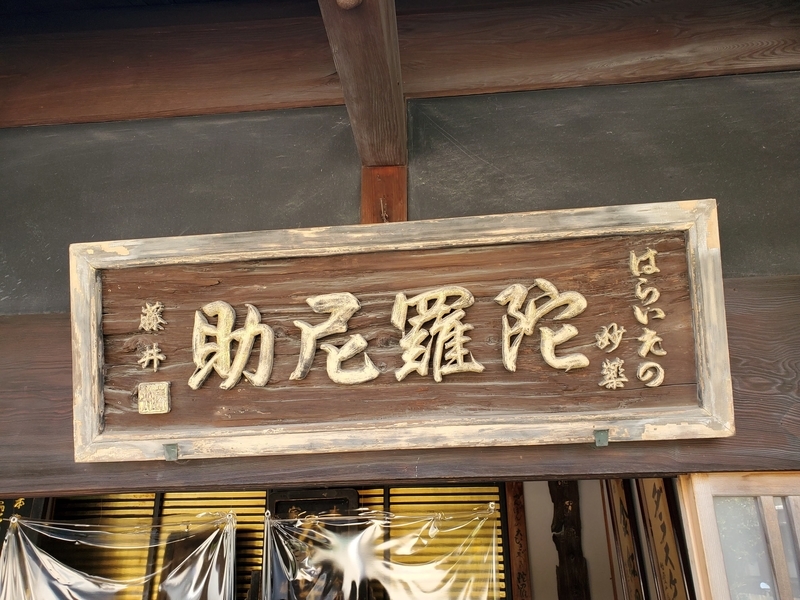 はらいたの
妙薬
陀羅尼助
藤井